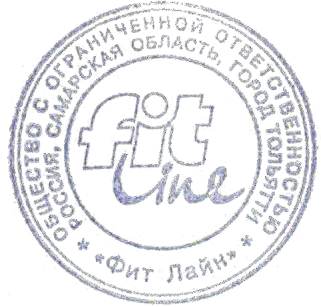 ОБЩЕСТВО С ОГРАНИЧЕННОЙ ОТВЕТСТВЕННОСТЬЮ
РОССИЯ, САМАРСКАЯ ОБЛАСТЬ, ГОРОД ТОЛЬЯТТИ
fit
Line
* «Фит Лайн» *